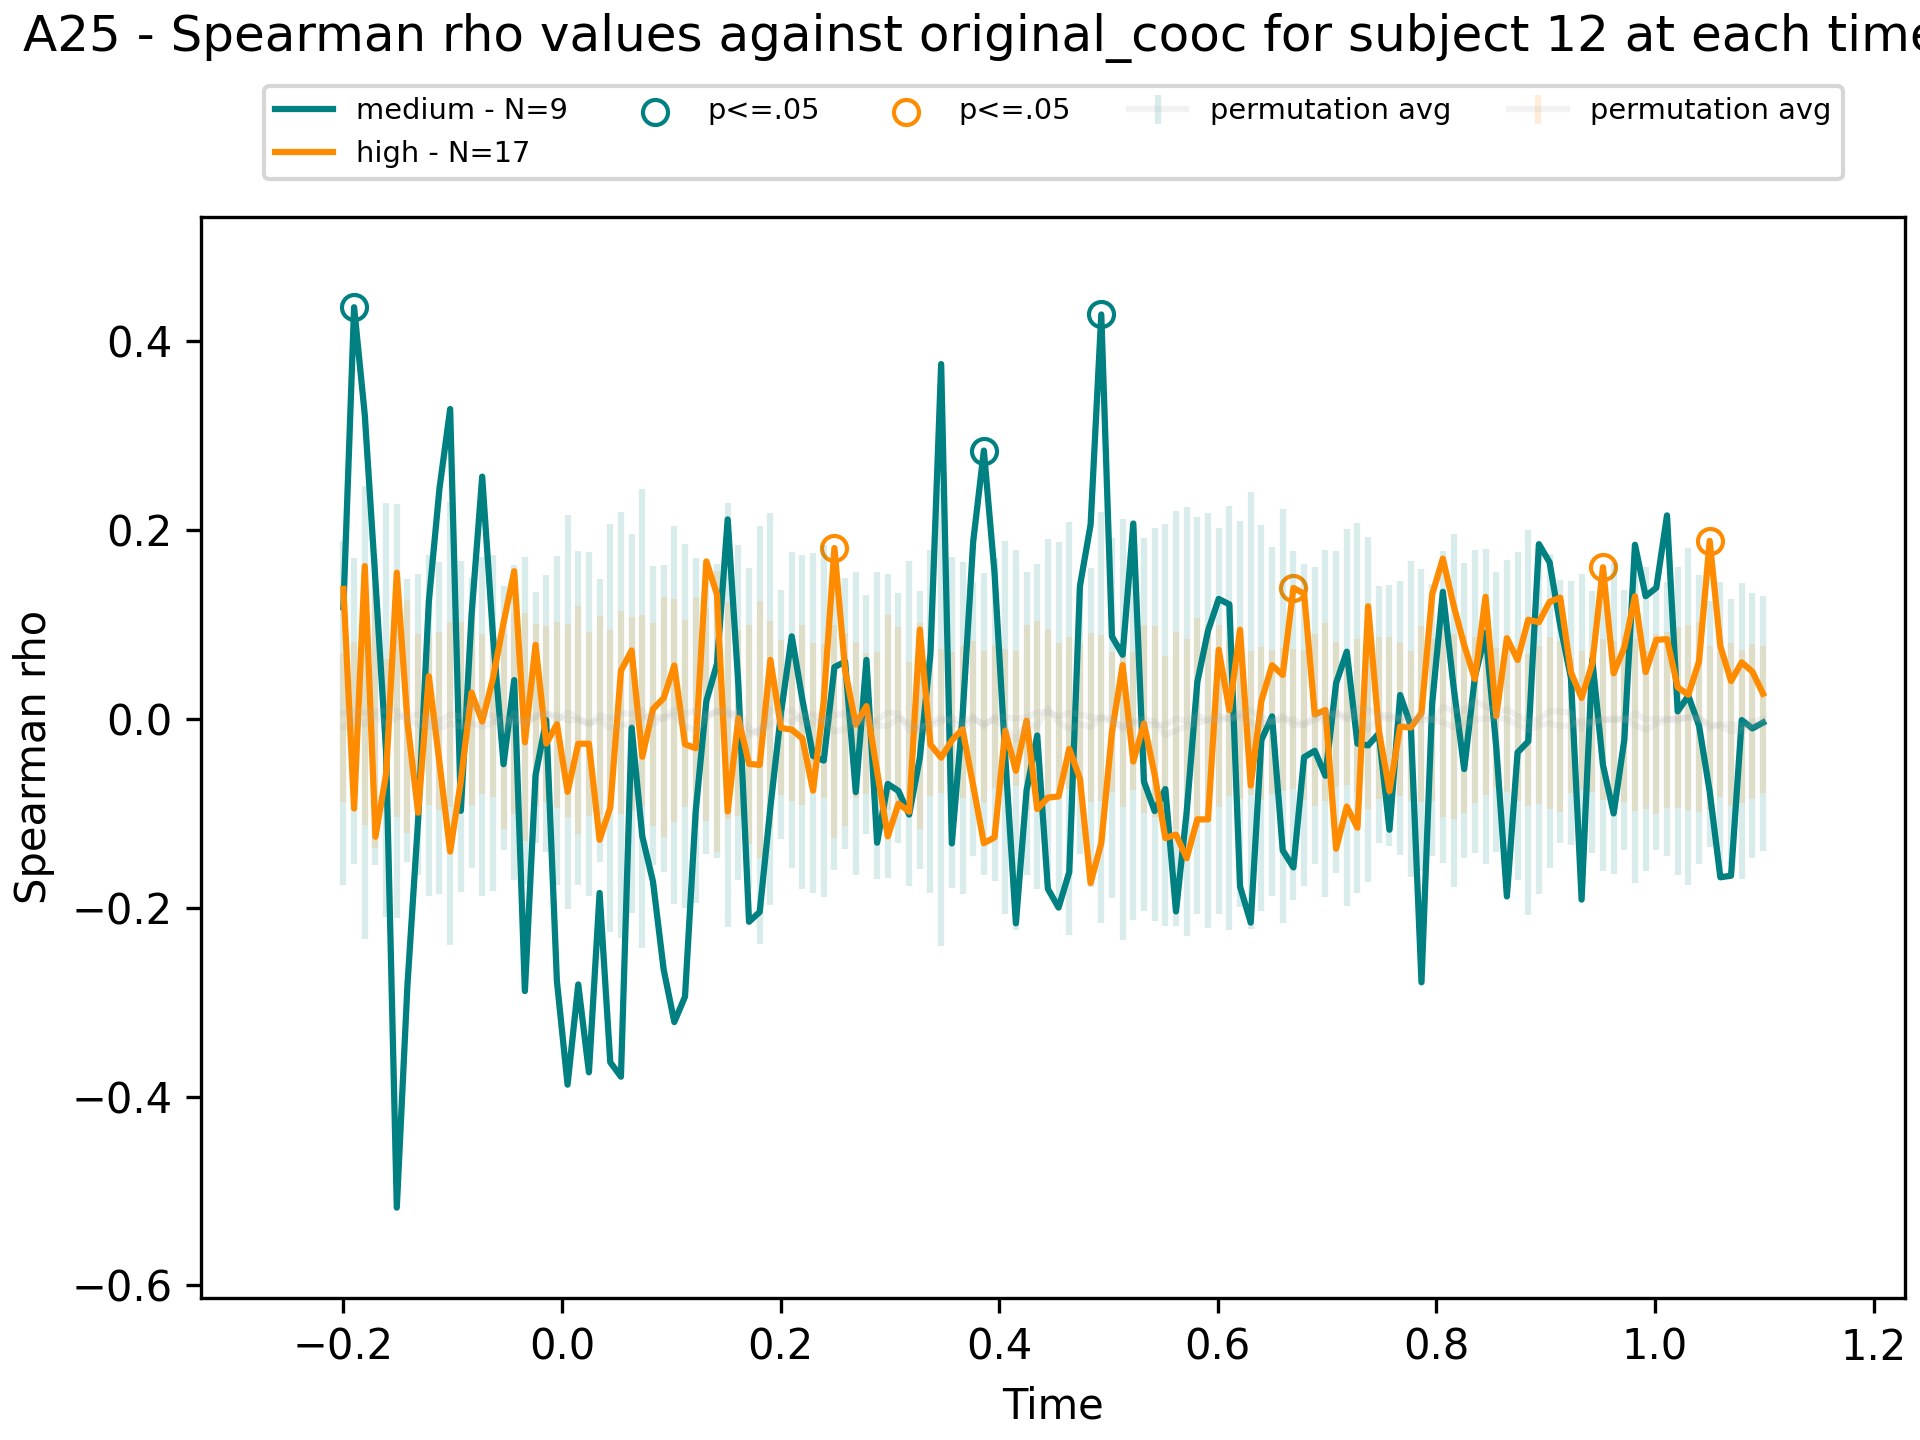 A25 - Spearman rho values against original_cooc for subject 12 at each time
medium - N=9
high - N=17
p<=.05
p<=.05
permutation avg
permutation avg
Spearman rho
0.4
0.2
0.0
−0.2
−0.4
−0.6
−0.2 0.0 0.2 0.4 0.6 0.8 1.0 1.2
Time